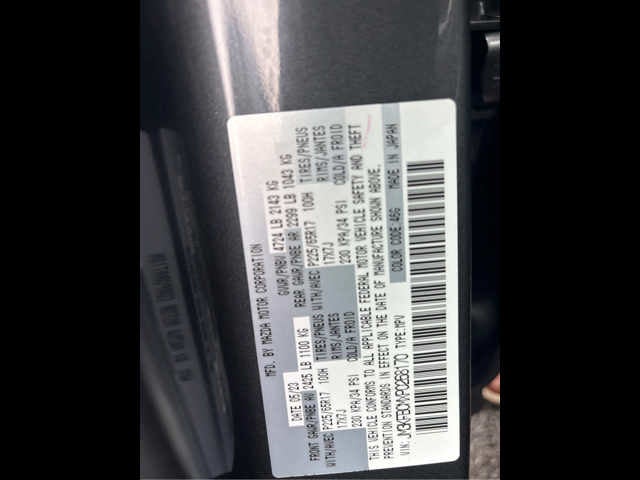 MFD. BY MAZDA MOTOR CORPORATION
DATE 05/23 GVWR/PNBV 4724 LB 2143 KG
FRONT GAWR/PNBE AV 2425 LB 1100 KG REAR GAWR/PNBE AR 2299 LB 1043 KG
WITH/AVEC TIRES/PNEUS WITH/AVEC TIRES/PNEUS
P225/65R17 100H RIMS/JANTES P225/65R17 100H RIMS/JANTES
17X7J COLD/A FROID 17X7J COLD/A FROID
230 KPA/34 PSI 230 KPA/34 PSI
THIS VEHICLE CONFORMS TO ALL APPLICABLE FEDERAL MOTOR VEHICLE SAFETY AND THEFT
PREVENTION STANDARDS IN EFFECT ON THE DATE OF MANUFACTURE SHOWN ABOVE.
COLOR CODE 46G MADE IN JAPAN
VIN: TYPE: MPV